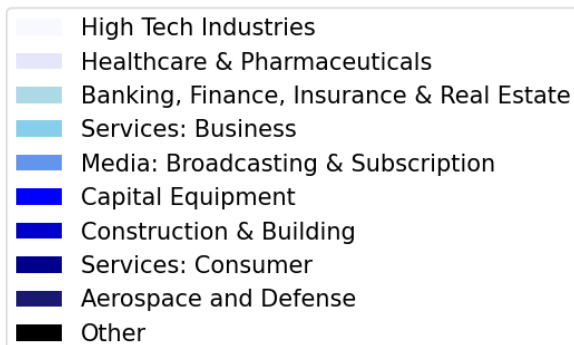 High Tech Industries
Healthcare & Pharmaceuticals
Banking, Finance, Insurance & Real Estate
Services: Business
Media: Broadcasting & Subscription
Capital Equipment
Construction & Building
Services: Consumer
Aerospace and Defense
Other